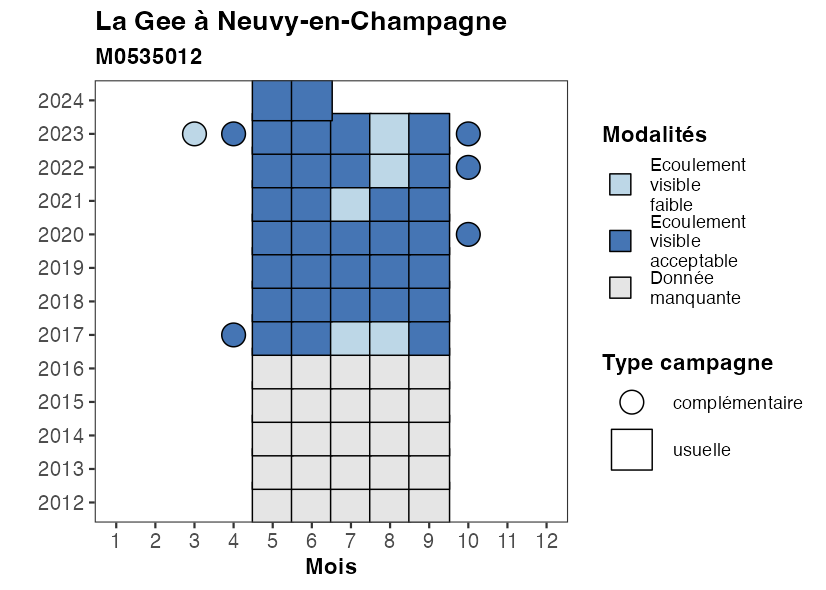 La Gee à Neuvy-en-Champagne
M0535012
2024
2023
2022
2021
2020
2019
2018
2017
2016
2015
2014
2013
2012
1 2 3 4 5 6 7 8 9 10 11 12
Mois
Modalités
Ecoulement
visible
faible
Ecoulement
visible
acceptable
Donnée
manquante
Type campagne
complémentaire
usuelle